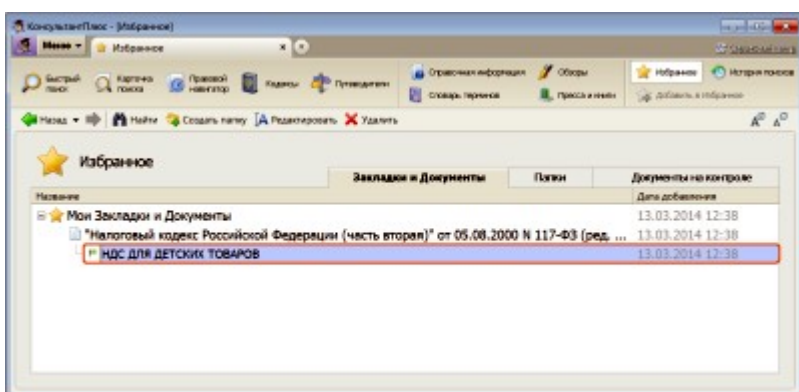 КонсультантПлюс - [Избранное]
Меню Избранное
Быстрый поиск Карточка поиска Правовой навигатор Кодексы Путеводители Справочная информация Обзоры Избранное История поисков
Словарь терминов Пресса и книги Добавить в Избранное
Назад Найти Создать папку Редактировать Удалить
Избранное
Закладки и Документы Папки Документы на контроле
Название Дата добавления
Мои Закладки и Документы 13.03.2014 12:38
"Налоговый кодекс Российской Федерации (часть вторая)" от 05.08.2000 N 117-ФЗ (ред. ... 13.03.2014 12:38
НДС ДЛЯ ДЕТСКИХ ТОВАРОВ 13.03.2014 12:38